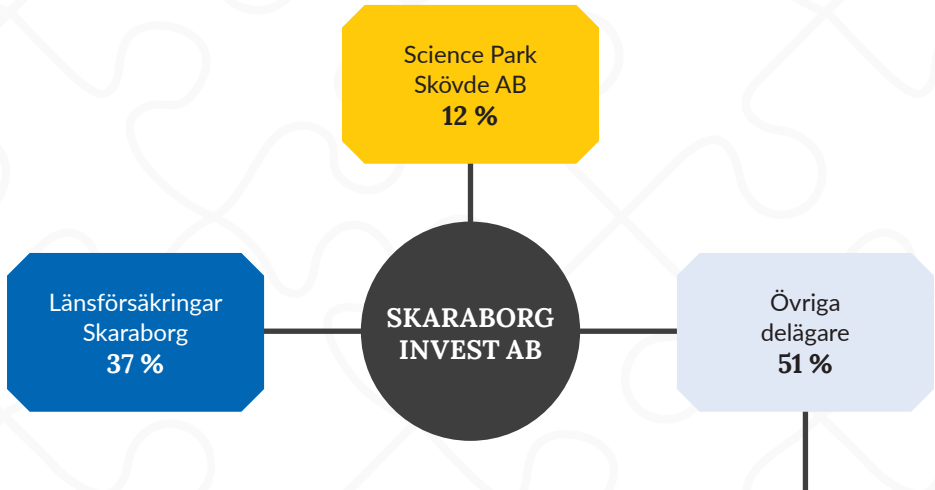 Science Park
Skövde AB
12 %
Länsförsäkringar
Skaraborg
37 %
SKARABORG
INVEST AB
Övriga
delägare
51 %